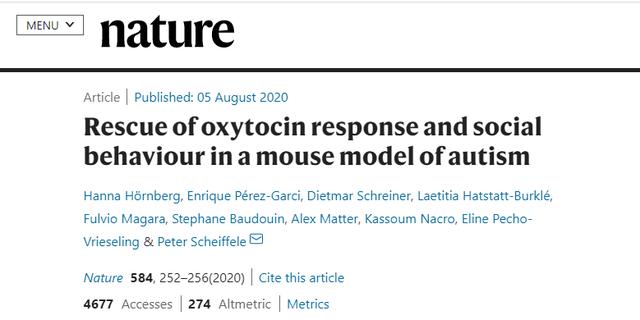 MENU
nature
Article | Published: 05 August 2020
Rescue of oxytocin response and social
behaviour in a mouse model of autism
Hanna Hörnberg, Enrique Pérez-Garci, Dietmar Schreiner, Laetitia Hatstatt-Burklé,
Fulvio Magara, Stephane Baudouin, Alex Matter, Kassoum Nacro, Eline Pecho-
Vrieseling & Peter Scheiffele
Nature 584, 252–256(2020) | Cite this article
4677 Accesses | 274 Altmetric | Metrics